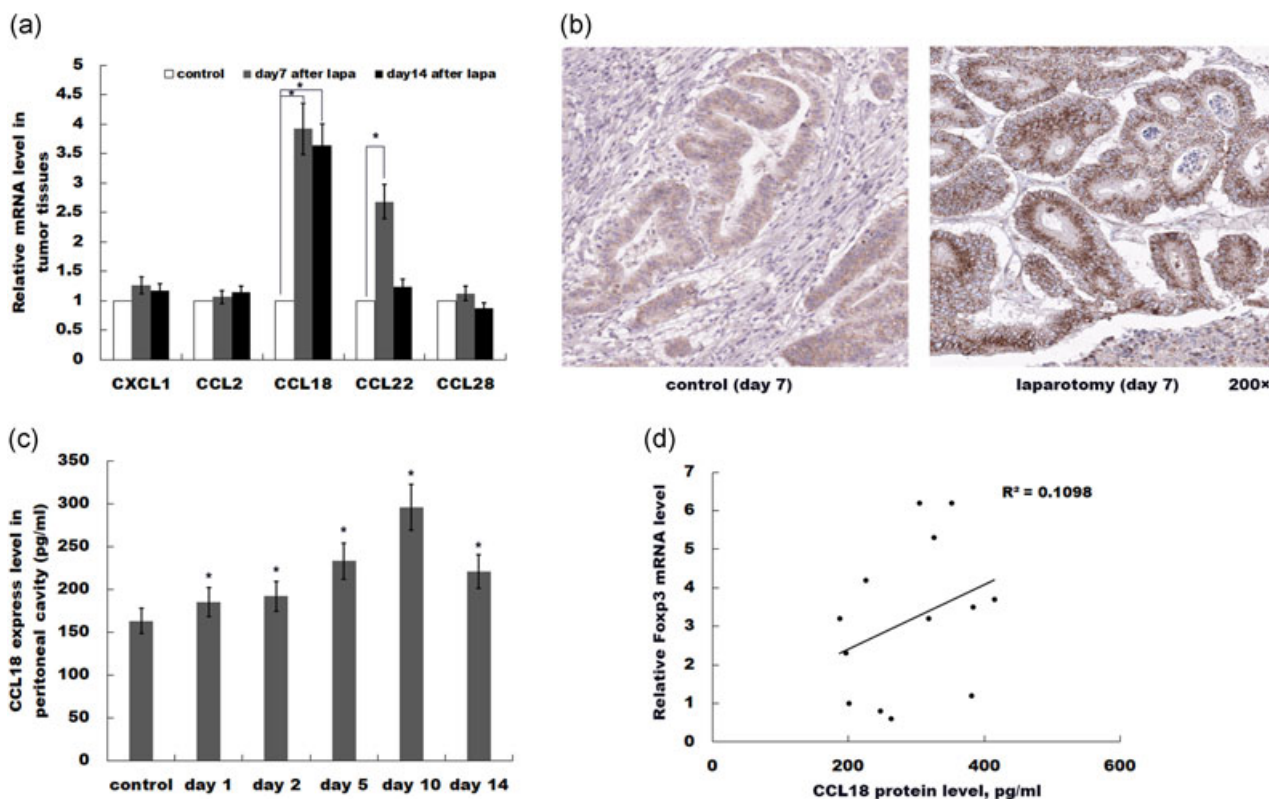 (a)
Relative mRNA level in
tumor tissues
5
4.5
4
3.5
3
2.5
2
1.5
1
0.5
0
control day7 after lapa day14 after lapa
* *
*
CXCL1 CCL2 CCL18 CCL22 CCL28
(b)
control (day 7) laparotomy (day 7) 200×
(c)
CCL18 express level in
peritoneal cavity (pg/ml)
350
300
250
200
150
100
50
0
* * * * *
control day 1 day 2 day 5 day 10 day 14
(d)
Relative Foxp3 mRNA level
7
6
5
4
3
2
1
0
R² = 0.1098
0 200 400 600
CCL18 protein level, pg/ml